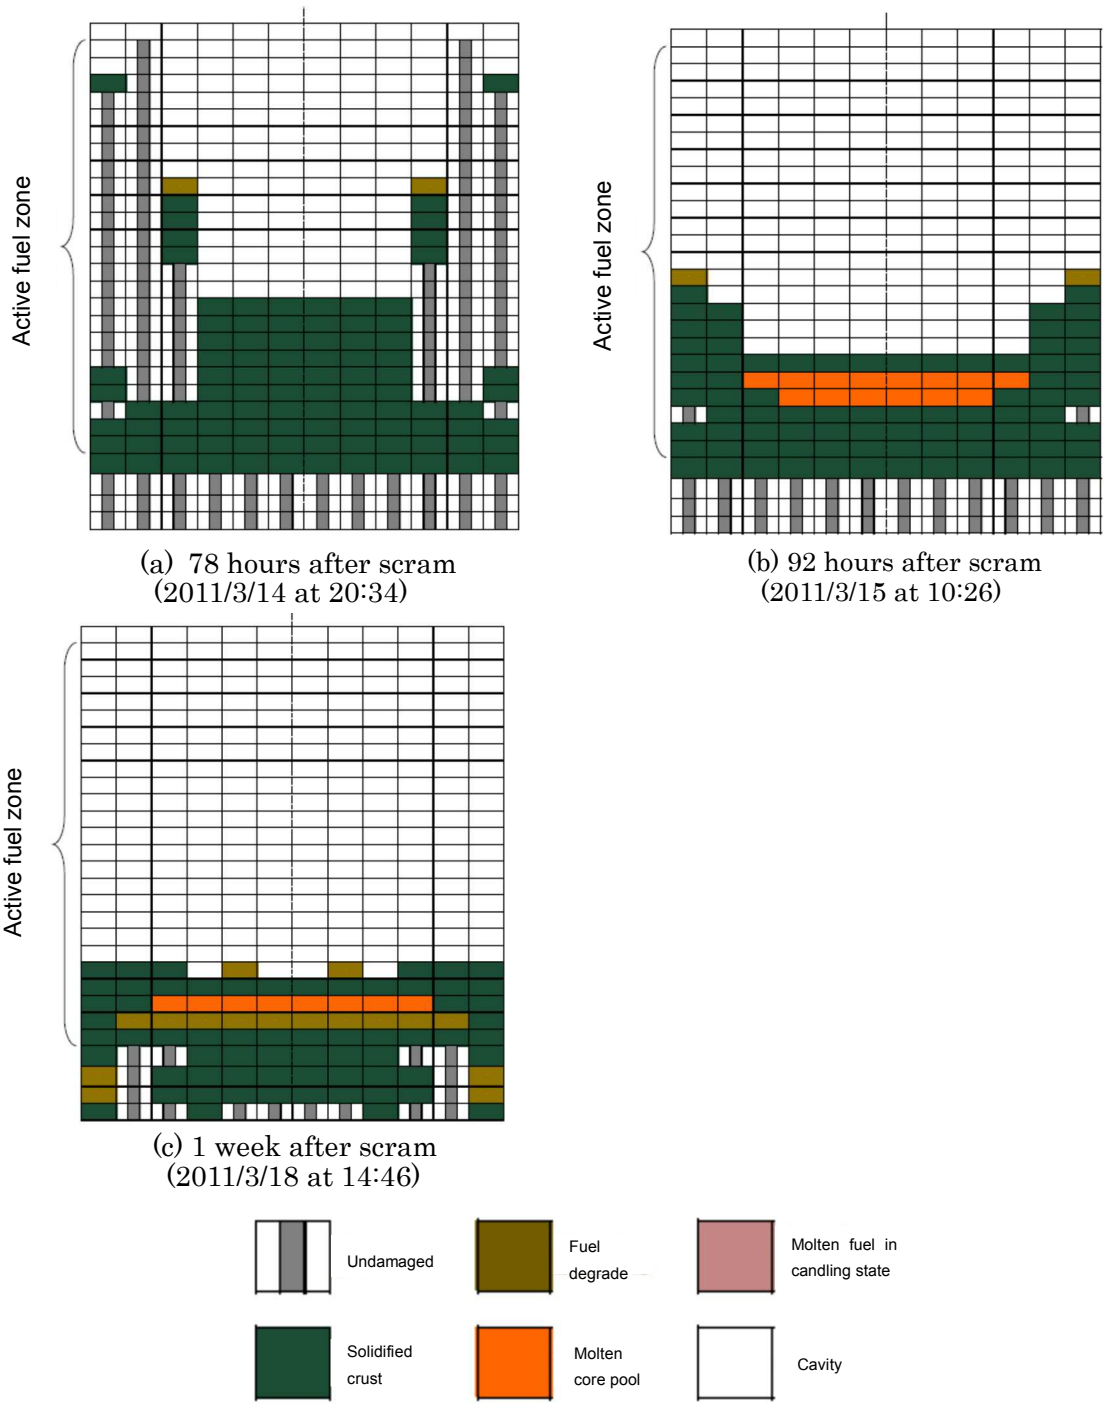 Active fuel zone
(a) 78 hours after scram
(2011/3/14 at 20:34)
Active fuel zone
(b) 92 hours after scram
(2011/3/15 at 10:26)
Active fuel zone
(c) 1 week after scram
(2011/3/18 at 14:46)
Undamaged
Fuel
degrade
Molten fuel in
candling state
Solidified
crust
Molten
core pool
Cavity